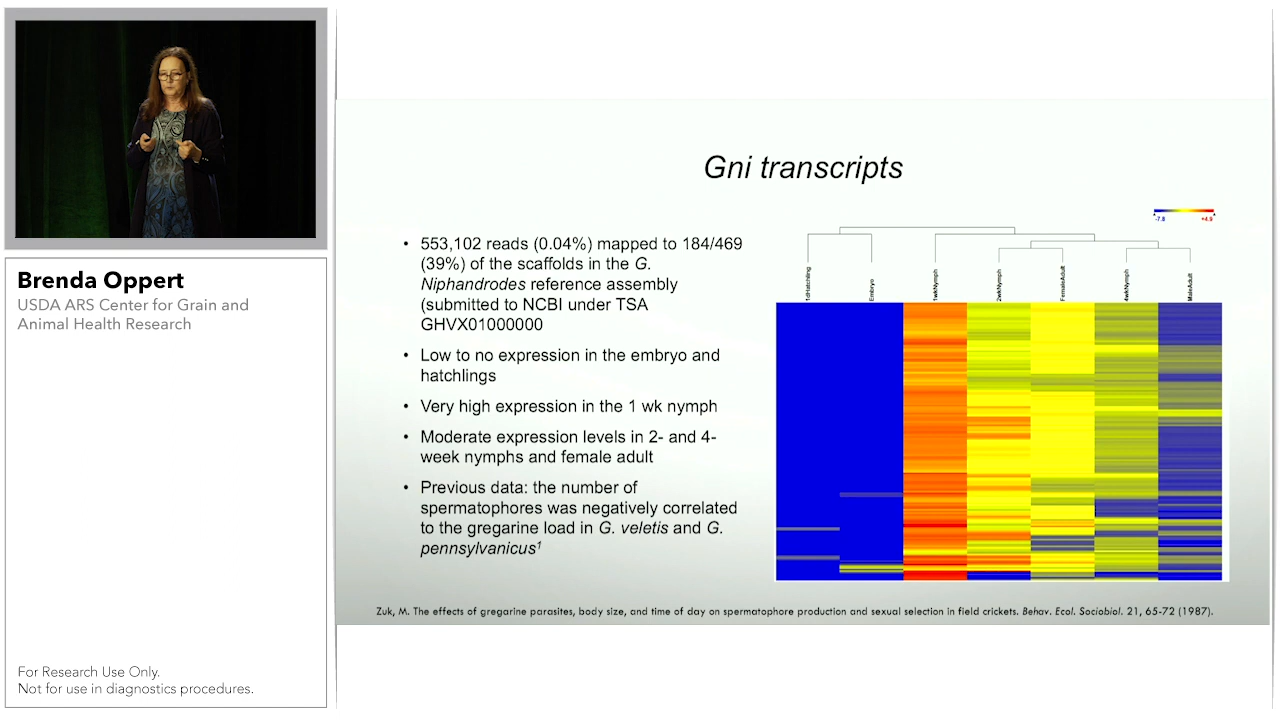 Brenda Oppert
USDA ARS Center for Grain and
Animal Health Research
For Research Use Only.
Not for use in diagnostics procedures.
Gni transcripts
• 553,102 reads (0.04%) mapped to 184/469
(39%) of the scaffolds in the G.
Niphandrodes reference assembly
(submitted to NCBI under TSA
GHVX01000000
• Low to no expression in the embryo and
hatchlings
• Very high expression in the 1 wk nymph
• Moderate expression levels in 2- and 4-
week nymphs and female adult
• Previous data: the number of
spermatophores was negatively correlated
to the gregarine load in G. veletis and G.
pennsylvanicus1
-7.8
+4.9
1dHatchling
Embryo
1wkNymph
2wkNymph
FemaleAdult
4wkNymph
MaleAdult
Zuk, M. The effects of gregarine parasites, body size, and time of day on spermatophore production and sexual selection in field crickets. Behav. Ecol. Sociobiol. 21, 65-72 (1987).